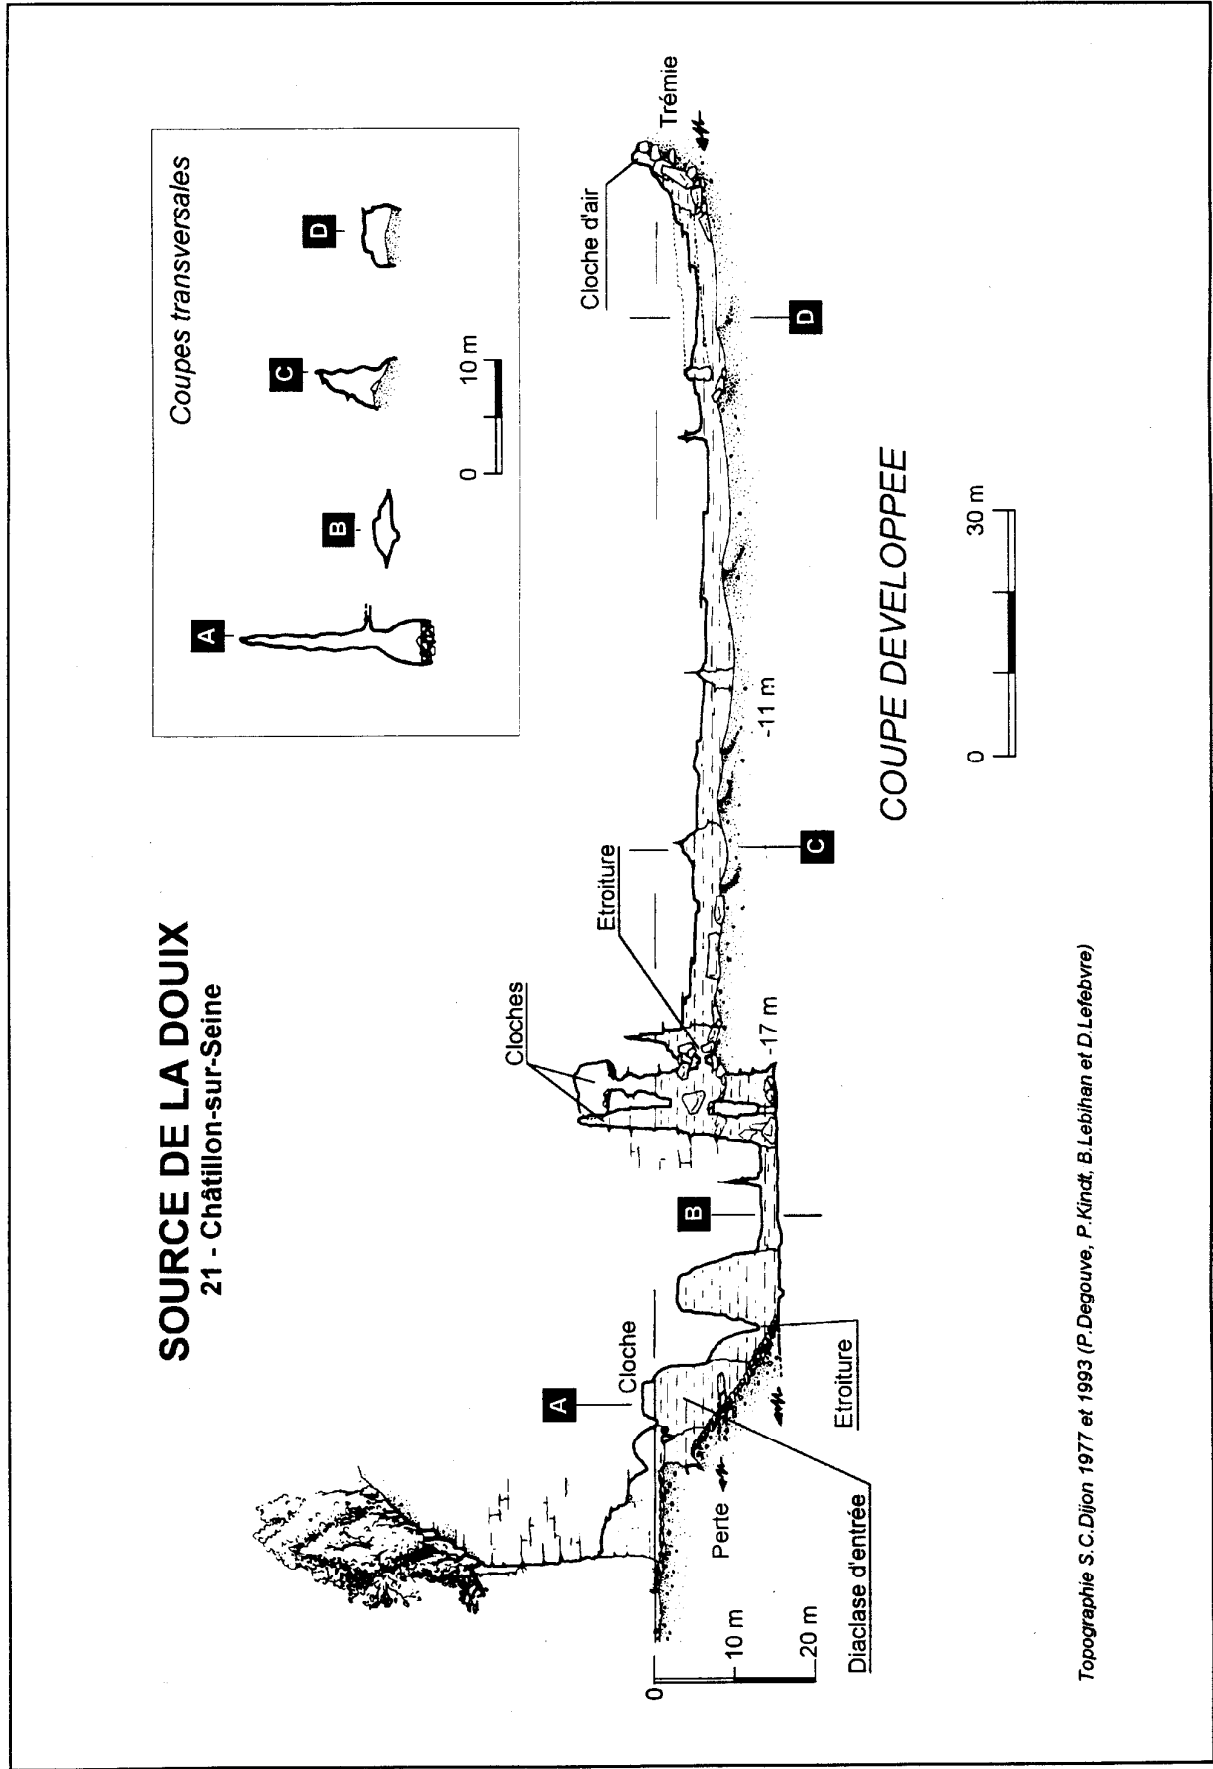 SOURCE DE LA DOUIX
21 - Châtillon-sur-Seine
Coupes transversales
A
B
C
D
0
10 m
Cloches
Etroiture
Cloche d'air
Trémie
A
Cloche
B
-17 m
C
-11 m
D
Perte
Diaclase d'entrée
Etroiture
0
10 m
20 m
COUPE DEVELOPPEE
0
30 m
Topographie S.C.Dijon 1977 et 1993 (P.Degouve, P.Kindt, B.Lebihan et D.Lefebvre)